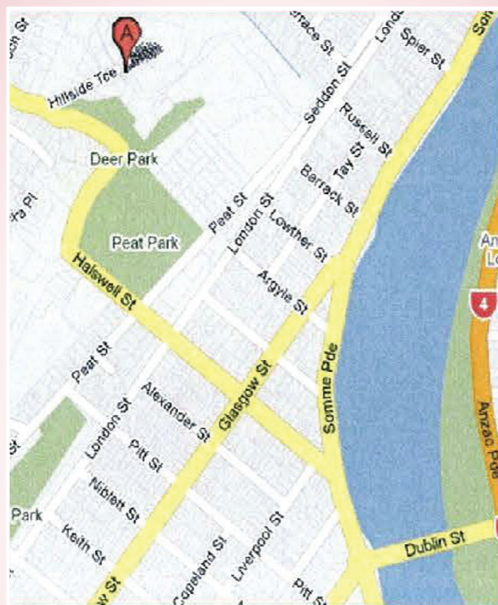 Spier St
A
Hillside Tce
Seddon St
Russell St
Tay St
Deer Park
Barrack St
Peat St
London St
Lowther St
Peat Park
Halswell St
Argyle St
4
Peat St
Glasgow St
Somme Pde
Anzac Pde
Alexander St
London St
Pitt St
Niblett St
Park
Keith St
Liverpool St
Dublin St
Copeland St
Pitt St